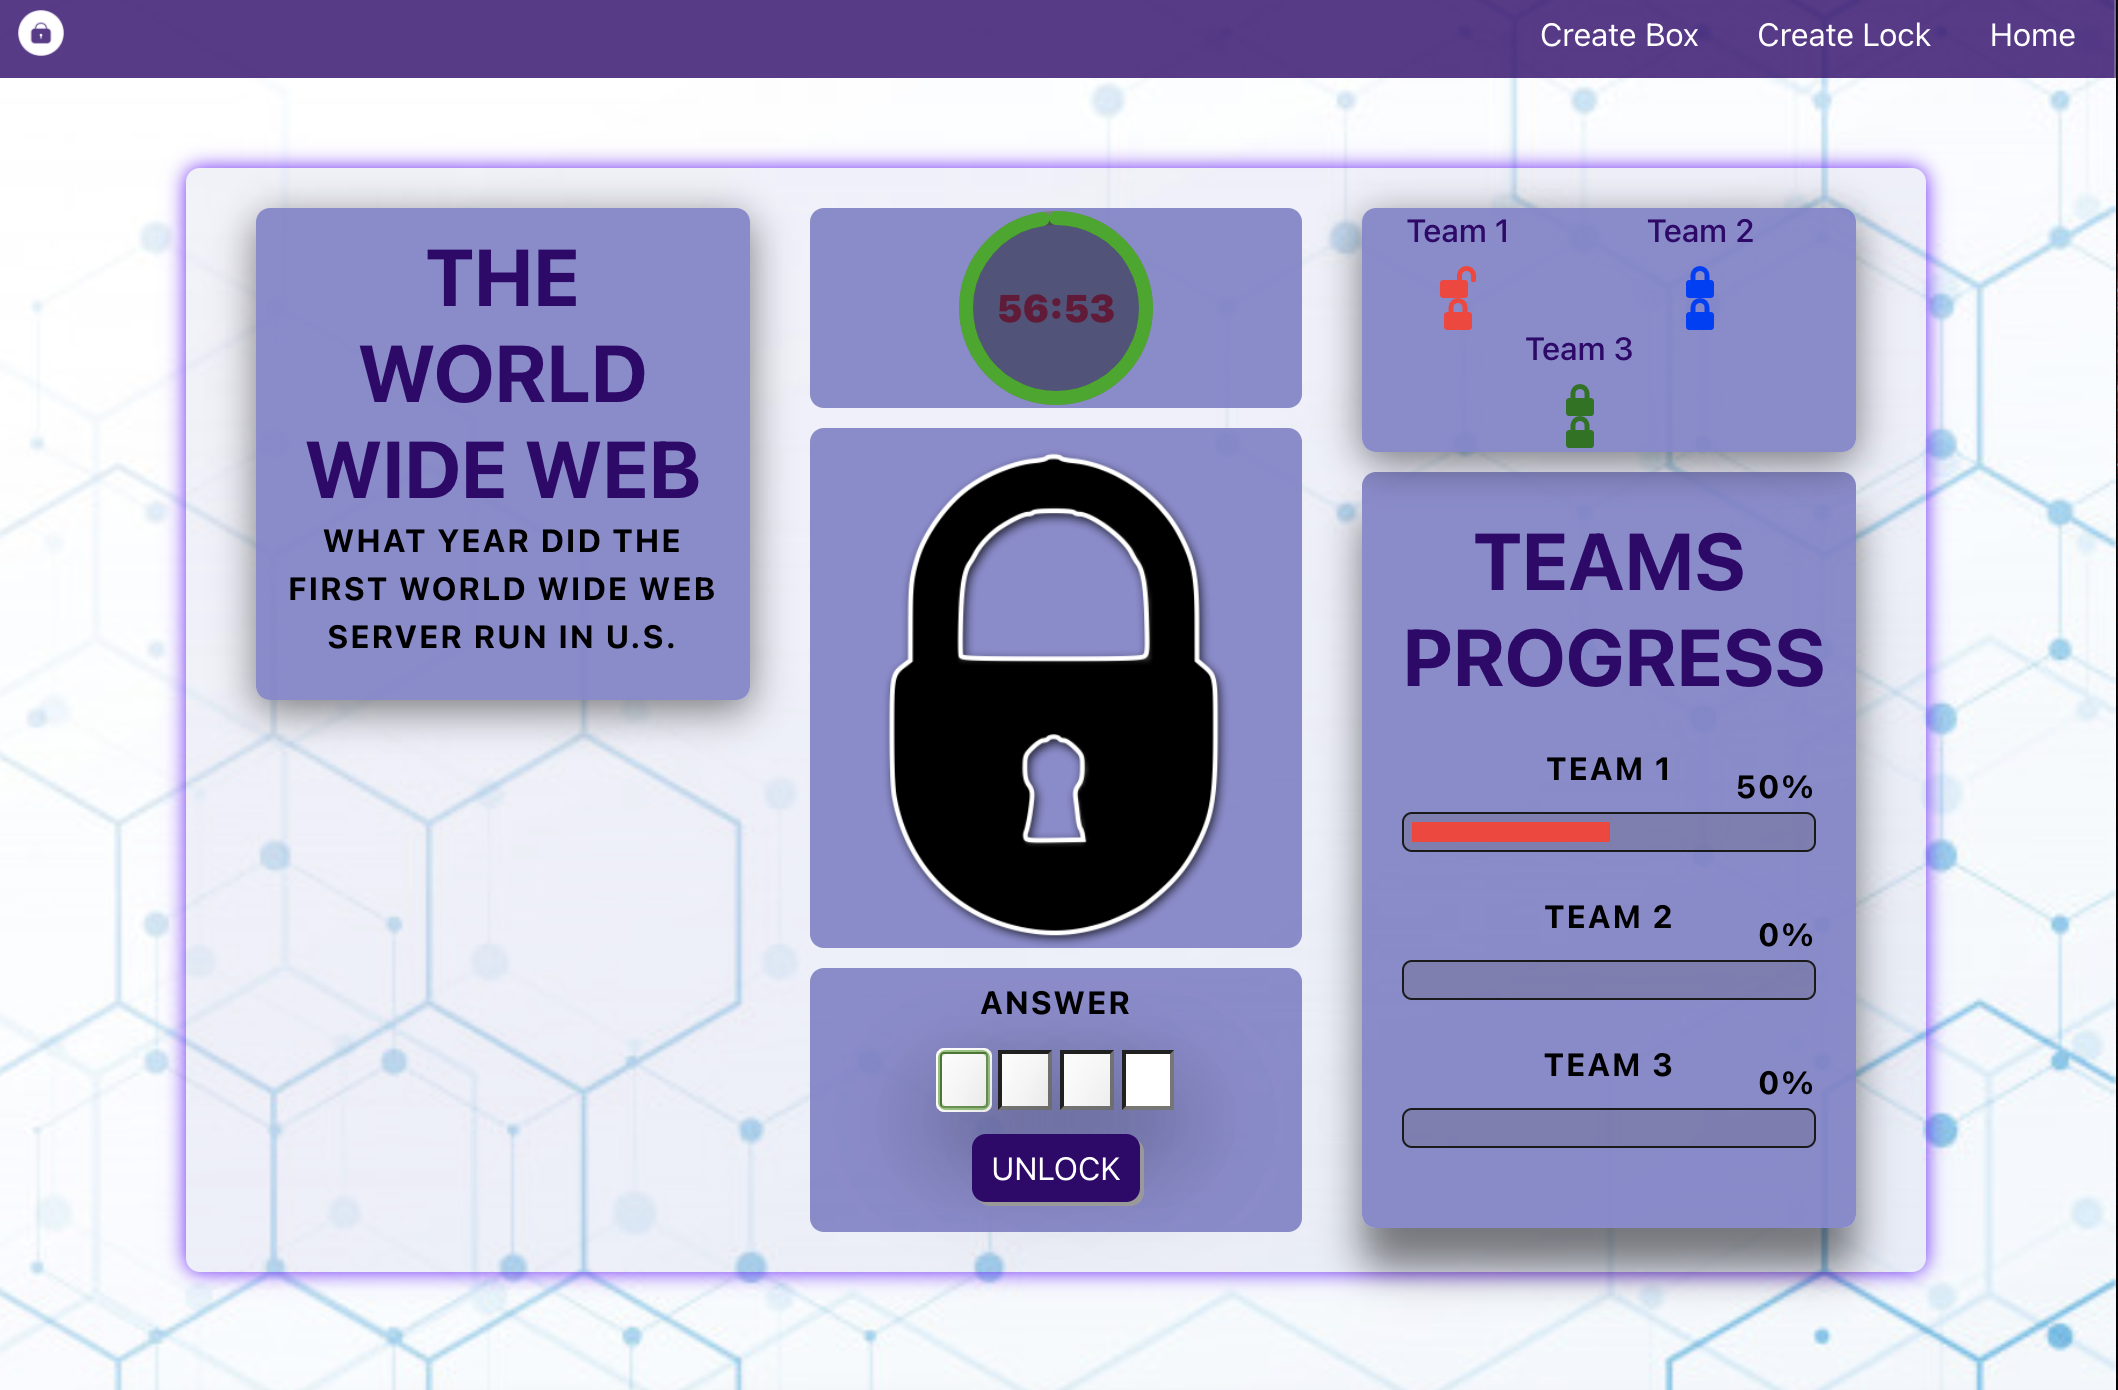 Create Box
Create Lock
Home
THE
WORLD
WIDE WEB
WHAT YEAR DID THE
FIRST WORLD WIDE WEB
SERVER RUN IN U.S.
56:53
ANSWER
UNLOCK
Team 1
Team 2
Team 3
TEAMS
PROGRESS
TEAM 1
50%
TEAM 2
0%
TEAM 3
0%